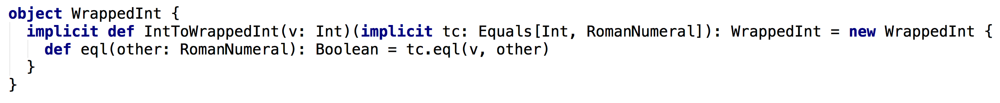 object WrappedInt {
  implicit def IntToWrappedInt(v: Int)(implicit tc: Equals[Int, RomanNumeral]): WrappedInt = new WrappedInt {
    def eql(other: RomanNumeral): Boolean = tc.eql(v, other)
  }
}